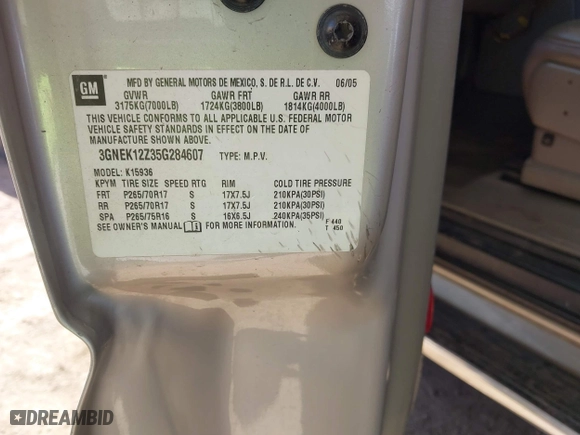 GM
MFD BY GENERAL MOTORS DE MEXICO, S. DE R.L. DE C.V. 06/05
GVWR GAWR FRT GAWR RR
3175KG(7000LB) 1724KG(3800LB) 1814KG(4000LB)
THIS VEHICLE CONFORMS TO ALL APPLICABLE U.S. FEDERAL MOTOR
VEHICLE SAFETY STANDARDS IN EFFECT ON THE DATE OF
MANUFACTURE SHOWN ABOVE.
3GNEK12Z35G284607 TYPE: M.P.V.
MODEL: K15936
KPYM TIRE SIZE SPEED RTG RIM COLD TIRE PRESSURE
FRT P265/70R17 S 17X7.5J 210KPA(30PSI)
RR P265/70R17 S 17X7.5J 210KPA(30PSI)
SPA P265/75R16 S 16X6.5J 240KPA(35PSI)
SEE OWNER'S MANUAL FOR MORE INFORMATION.
F 440
T 450
DREAMBID